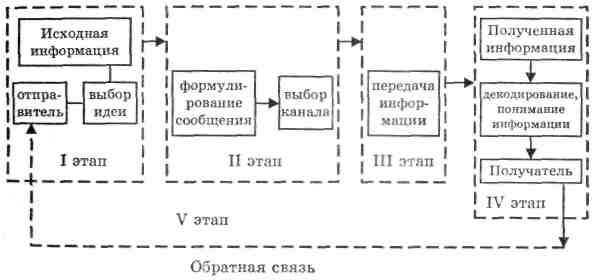 Исходная
информация
отпра-
витель
выбор
идеи
I этап
формули-
рование
сообщения
выбор
канала
II этап
передача
инфор-
мации
III этап
Полученная
информация
декодирование,
понимание
информации
Получатель
IV этап
V этап
Обратная связь